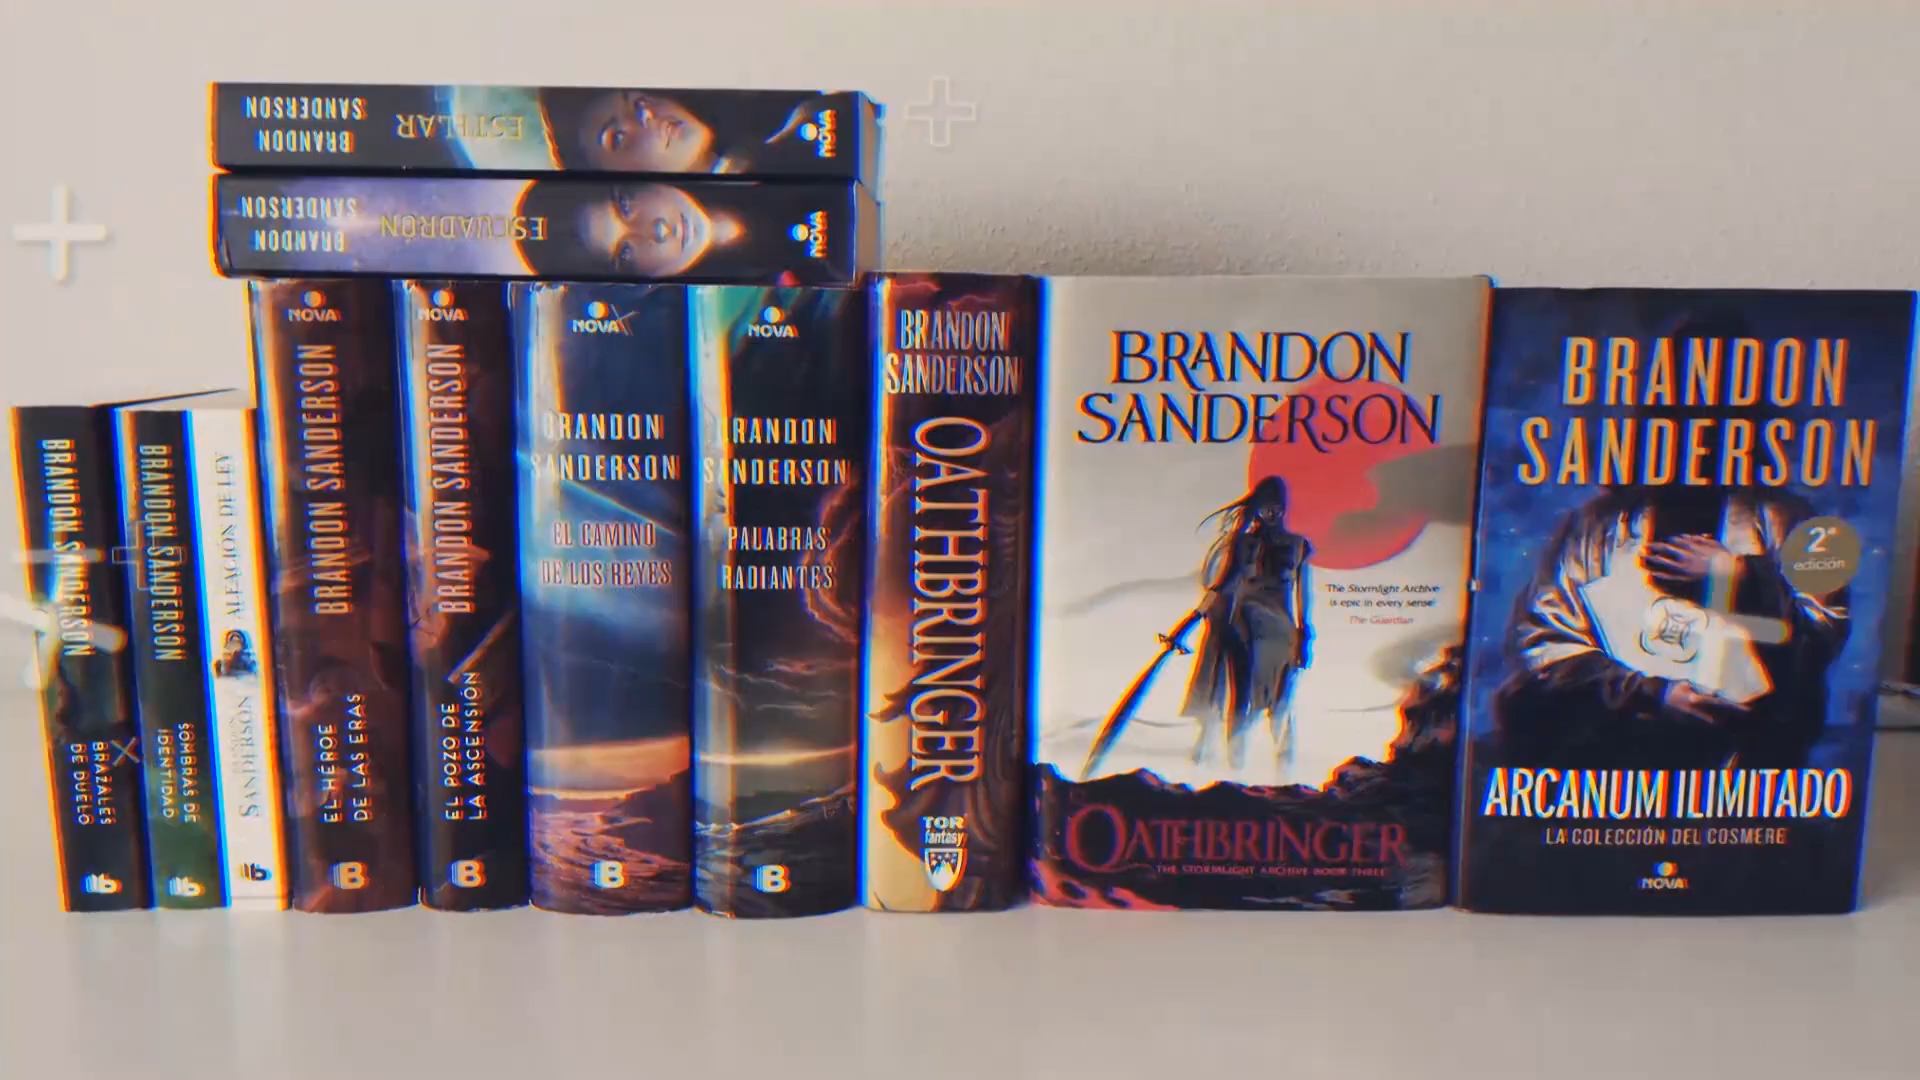 BRANDON
SANDERSON
ESTELAR
NOVA
BRANDON
SANDERSON
ESCUADRÓN
NOVA
BRANDON SANDERSON
BRAZALES
DE DUELO
b
BRANDON SANDERSON
SOMBRAS DE
IDENTIDAD
b
ALEACIÓN DE LEY
SANDERSON
b
NOVA
BRANDON SANDERSON
EL HÉROE
DE LAS ERAS
B
NOVA
BRANDON SANDERSON
EL POZO DE
LA ASCENSIÓN
B
NOVA
BRANDON
SANDERSON
EL CAMINO
DE LOS REYES
B
NOVA
BRANDON
SANDERSON
PALABRAS
RADIANTES
B
BRANDON
SANDERSON
OATHBRINGER
TOR
fantasy
BRANDON
SANDERSON
The Stormlight Archive
is epic in every sense
The Guardian
OATHBRINGER
THE STORMLIGHT ARCHIVE BOOK THREE
BRANDON
SANDERSON
2ª
edición
ARCANUM ILIMITADO
LA COLECCIÓN DEL COSMERE
NOVA